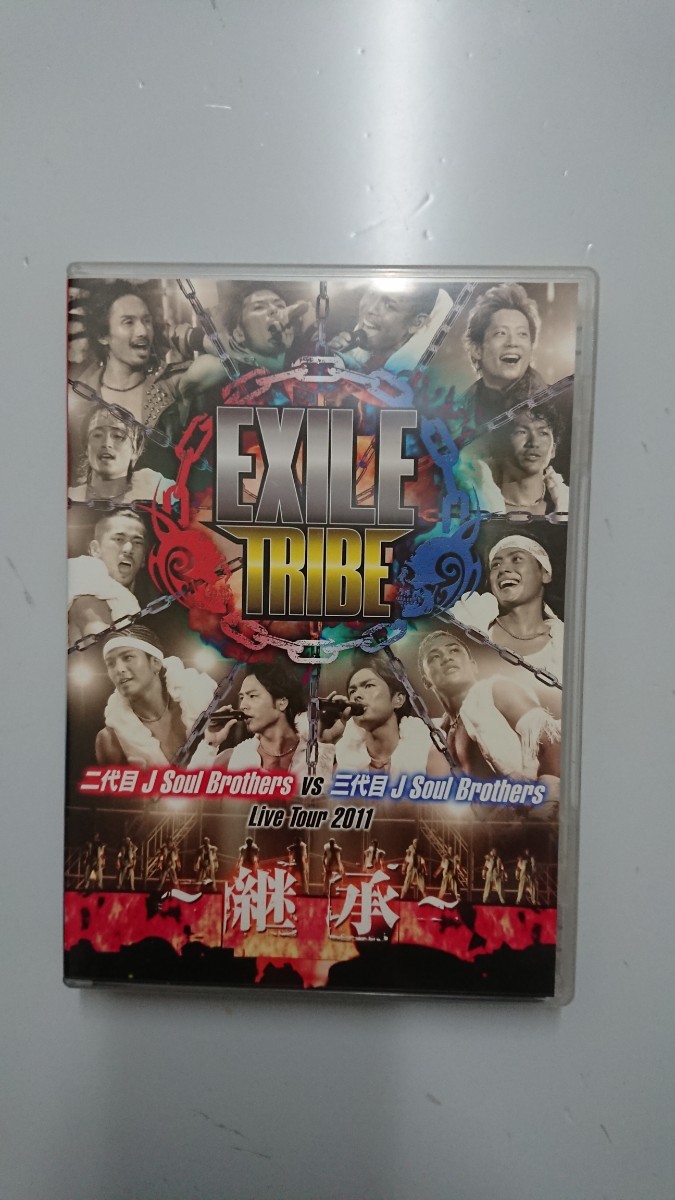 EXILE
TRIBE
二代目 J Soul Brothers VS 三代目 J Soul Brothers
Live Tour 2011
～継承～